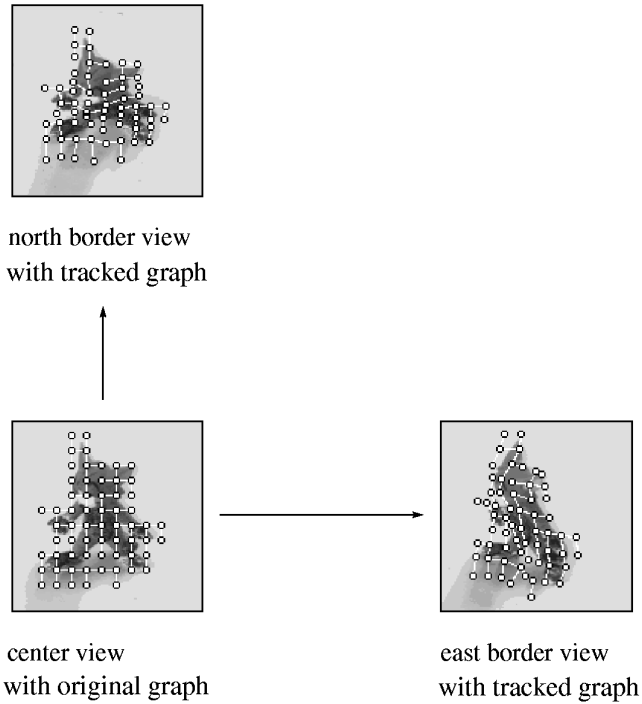 north border view
with tracked graph
center view
with original graph
east border view
with tracked graph